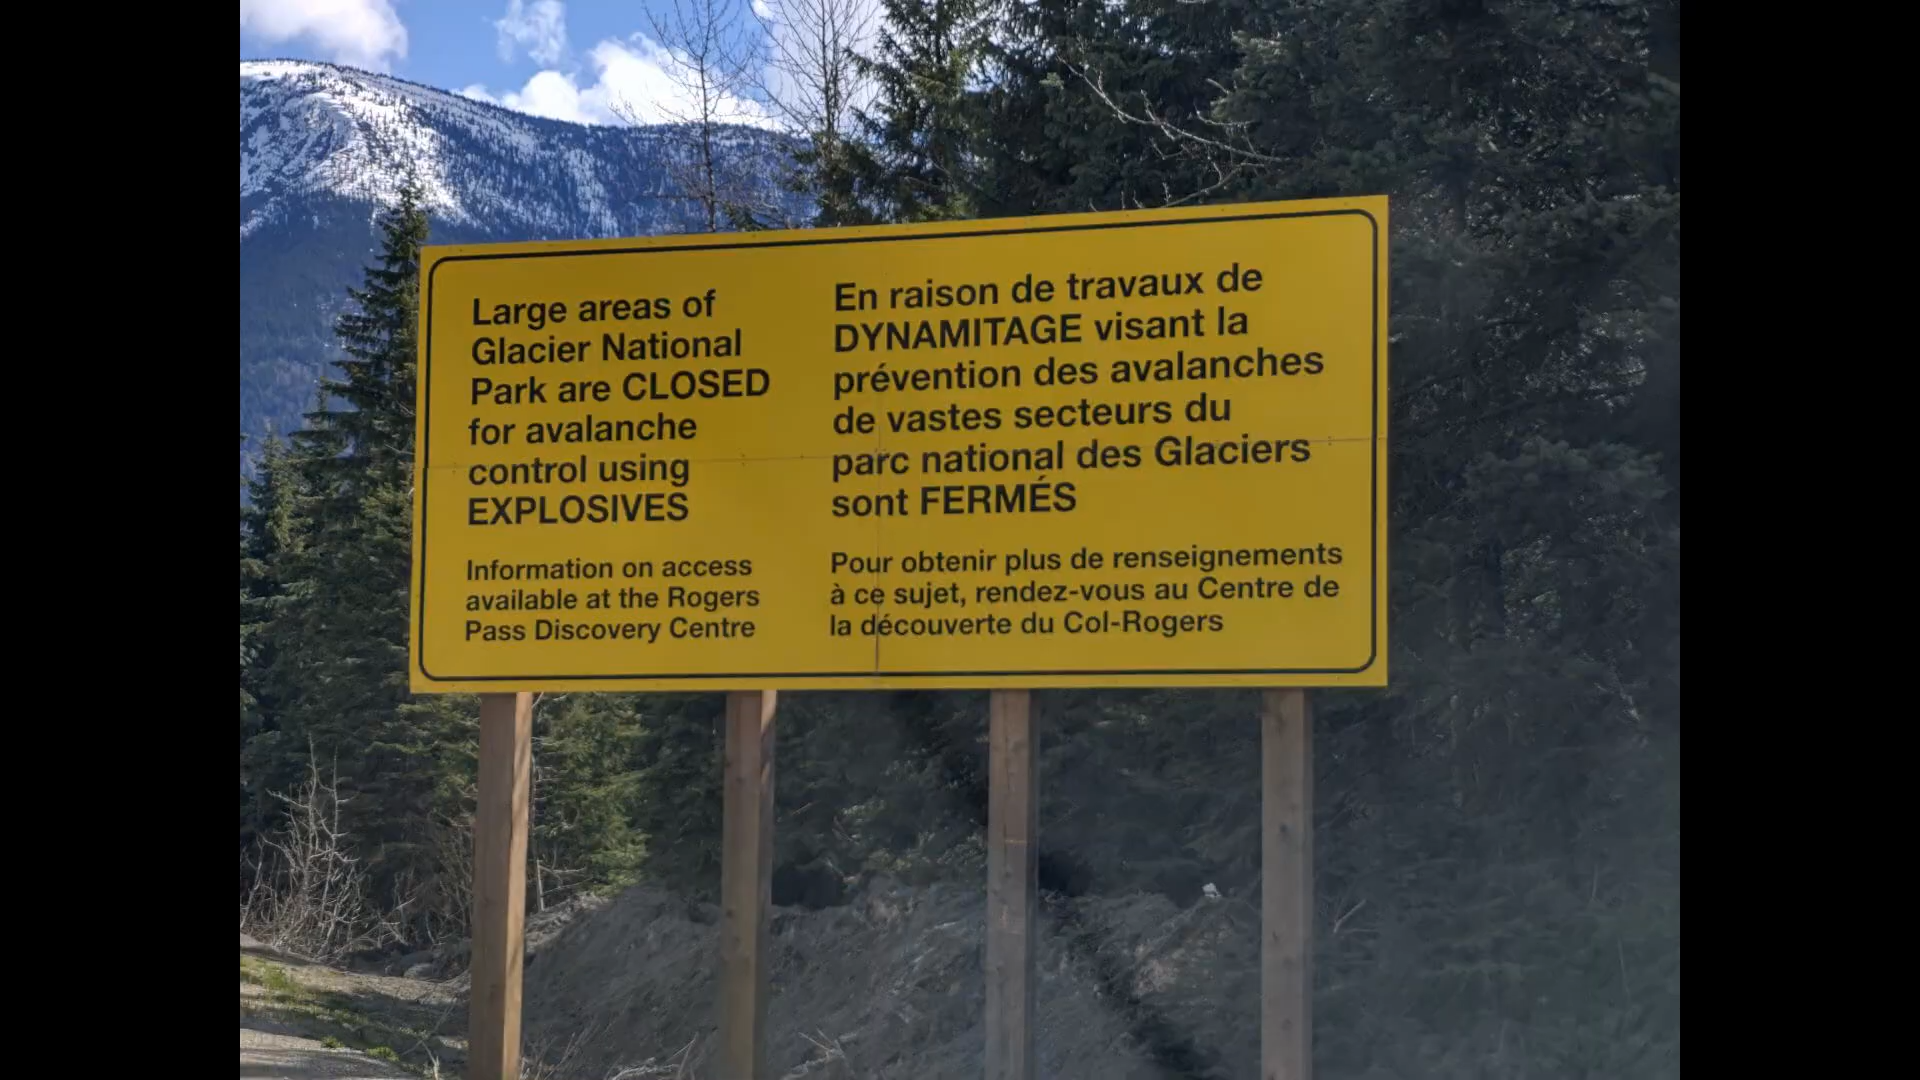 Large areas of
Glacier National
Park are CLOSED
for avalanche
control using
EXPLOSIVES
Information on access
available at the Rogers
Pass Discovery Centre
En raison de travaux de
DYNAMITAGE visant la
prévention des avalanches
de vastes secteurs du
parc national des Glaciers
sont FERMÉS
Pour obtenir plus de renseignements
à ce sujet, rendez-vous au Centre de
la découverte du Col-Rogers